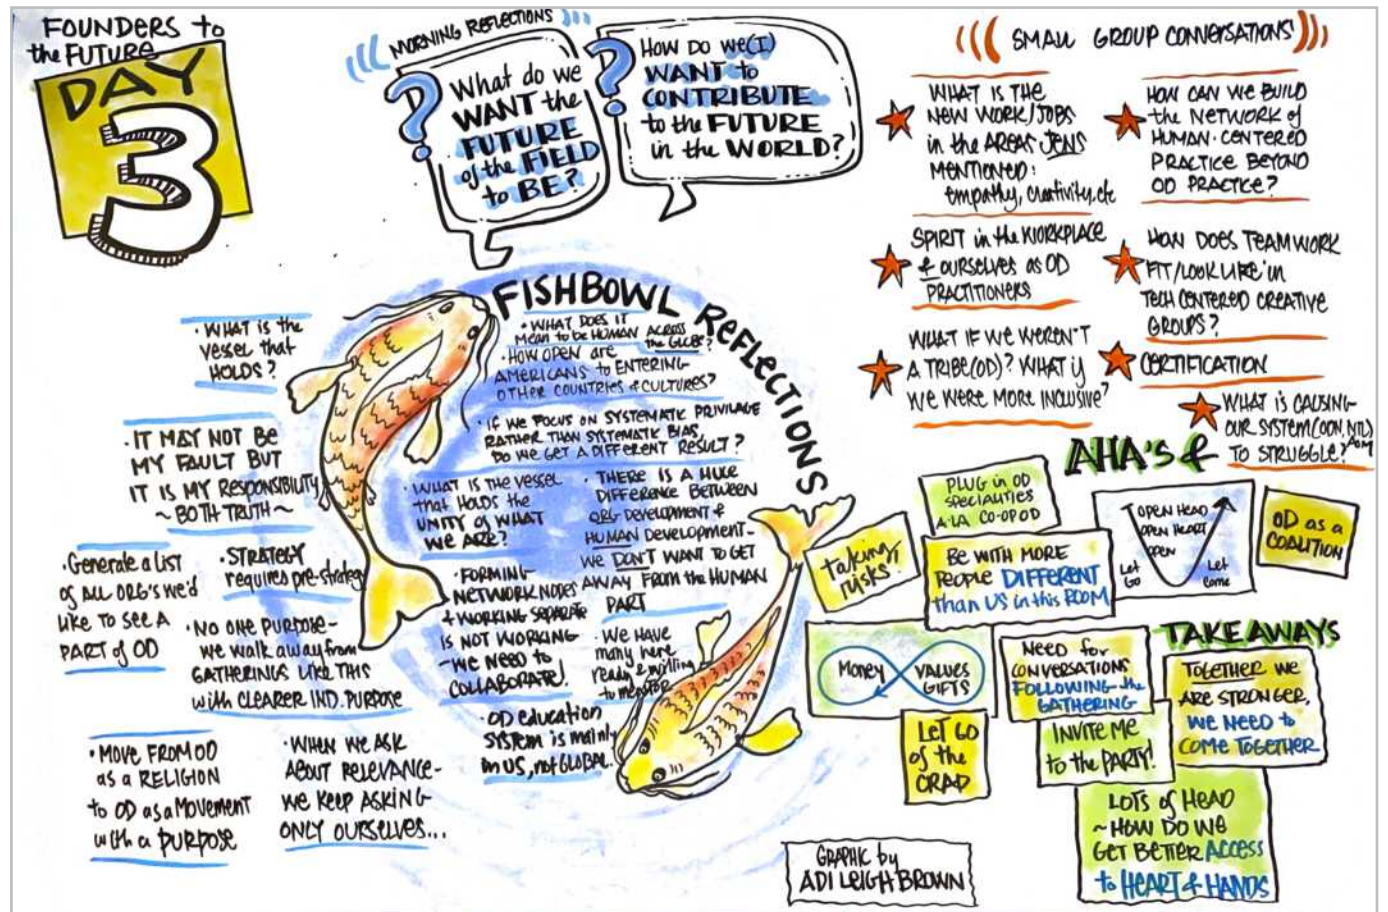 FOUNDERS to
the FUTURE
DAY
3
MORNING REFLECTIONS
?
What do we
WANT the
FUTURE
of the FIELD
to BE?
?
HOW DO WE(I)
WANT to
CONTRIBUTE
to the FUTURE
in the WORLD?
SMALL GROUP CONVERSATIONS
WHAT IS THE
NEW WORK/JOBS
in the AREAS JENS
MENTIONED:
empathy, creativity, etc
HOW CAN WE BUILD
the NETWORK of
HUMAN-CENTERED
PRACTICE BEYOND
OD PRACTICE?
SPIRIT in the WORKPLACE
& OURSELVES AS OD
PRACTITIONERS
HOW DOES TEAMWORK
FIT/LOOK LIKE in
TECH CENTERED CREATIVE
GROUPS?
WHAT IF WE WEREN'T
A TRIBE (OD)? WHAT if
WE WERE MORE INCLUSIVE?
CERTIFICATION
WHAT IS CAUSING
OUR SYSTEM (ODN, NTL)
TO STRUGGLE?
FISHBOWL REFLECTIONS
· WHAT IS the
VESSEL that
HOLDS?
· IT MAY NOT BE
MY FAULT BUT
IT IS MY RESPONSIBILITY
~ BOTH TRUTH ~
· Generate a LIST
of ALL ORG'S we'd
LIKE TO SEE A
PART of OD
· STRATEGY
requires pre-strategy
· NO ONE PURPOSE-
we walk away from
GATHERINGS LIKE THIS
with CLEARER IND. PURPOSE
· MOVE FROM OD
as a RELIGION
to OD as a MOVEMENT
with a PURPOSE
· WHEN WE ASK
ABOUT RELEVANCE-
WE KEEP ASKING
ONLY OURSELVES...
· WHAT DOES IT
MEAN to be HUMAN ACROSS
the GLOBE?
· HOW OPEN are
AMERICANS to ENTERING
OTHER COUNTRIES & CULTURES?
· IF WE FOCUS ON SYSTEMATIC PRIVILAGE
RATHER THAN SYSTEMATIC BIAS,
DO WE GET A DIFFERENT RESULT?
· WHAT IS THE VESSEL
that HOLDS the
UNITY of WHAT
WE ARE?
· THERE IS A HUGE
DIFFERENCE BETWEEN
ORG DEVELOPMENT &
HUMAN DEVELOPMENT-
WE DON'T WANT TO GET
AWAY FROM the HUMAN
PART
· FORMING
NETWORK NODES
& WORKING SEPARATE
IS NOT WORKING
~WE NEED to
COLLABORATE!
· We HAVE
many here
ready & willing
to mentor
· OD education
SYSTEM is mainly
in US, not GLOBAL.
AHA'S &
TAKEAWAYS
PLUG in OD
SPECIALITIES
A·LA CO-OP OD
OPEN HEAD
OPEN HEART
OPEN
Let
GO
Let
Come
OD as a
COALITION
taking
risks
BE WITH MORE
PEOPLE DIFFERENT
than US in this ROOM
MONEY
VALUES
GIFTS
NEED for
CONVERSATIONS
FOLLOWING the
GATHERING
TOGETHER WE
ARE STRONGER,
WE NEED to
COME TOGETHER
LET GO
of the
CRAP
INVITE ME
to the PARTY!
LOTS of HEAD
~HOW DO WE
GET BETTER ACCESS
to HEART & HANDS
GRAPHIC by
ADI LEIGH BROWN